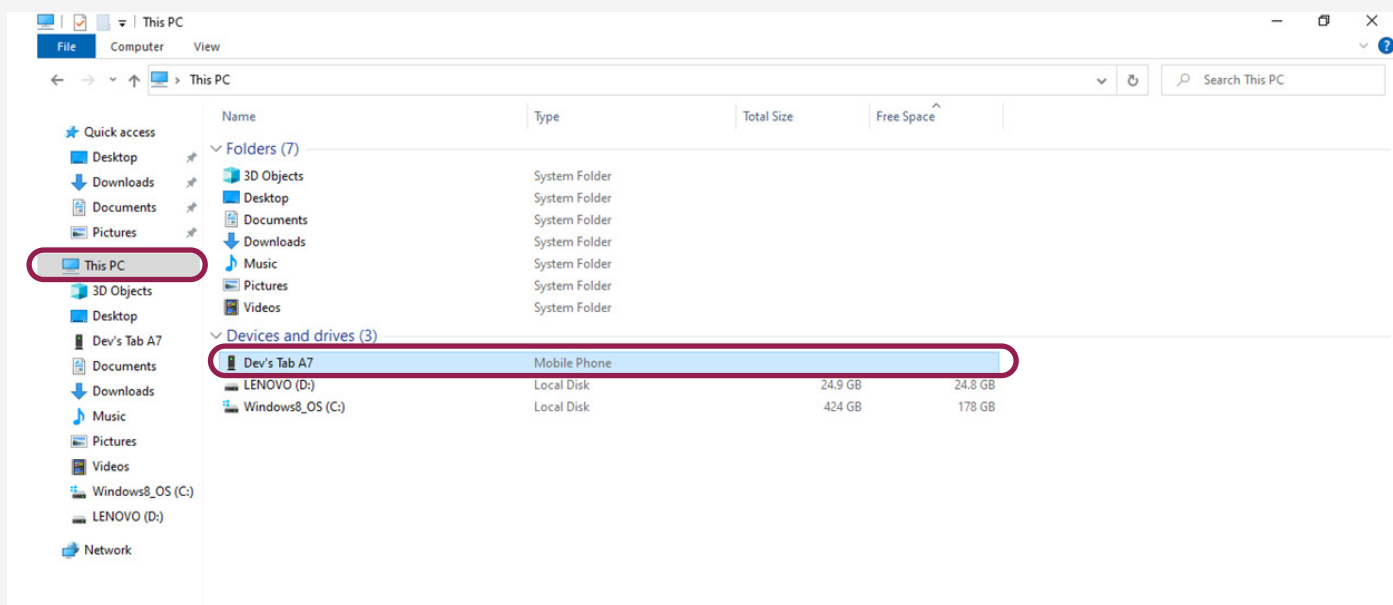 This PC
File Computer View
This PC
Search This PC
Quick access
Desktop
Downloads
Documents
Pictures
This PC
3D Objects
Desktop
Dev's Tab A7
Documents
Downloads
Music
Pictures
Videos
Windows8_OS (C:)
LENOVO (D:)
Network
Name Type Total Size Free Space
Folders (7)
3D Objects System Folder
Desktop System Folder
Documents System Folder
Downloads System Folder
Music System Folder
Pictures System Folder
Videos System Folder
Devices and drives (3)
Dev's Tab A7 Mobile Phone
LENOVO (D:) Local Disk 24.9 GB 24.8 GB
Windows8_OS (C:) Local Disk 424 GB 178 GB